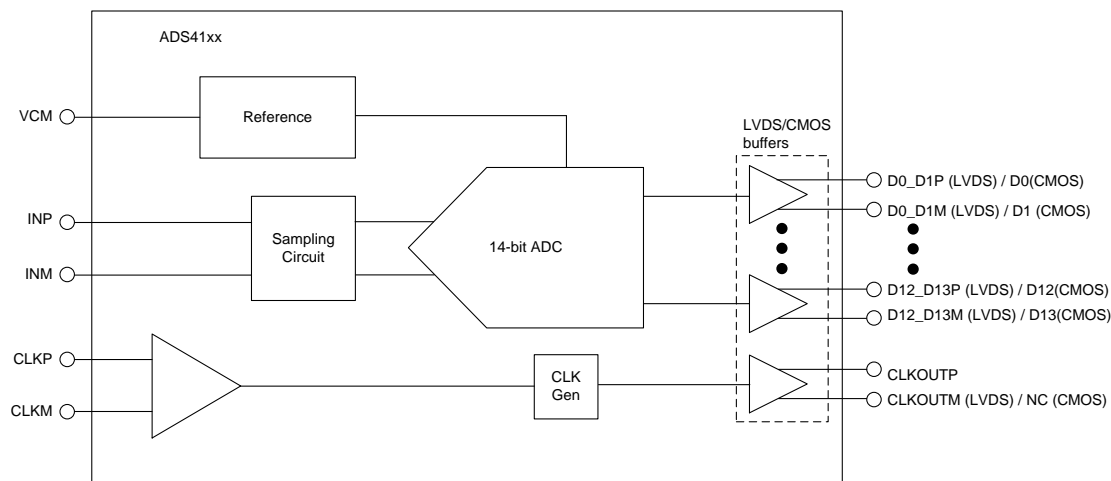 ADS41xx
VCM
Reference
LVDS/CMOS
buffers
D0_D1P (LVDS) / D0(CMOS)
INP
D0_D1M (LVDS) / D1 (CMOS)
Sampling
Circuit
14-bit ADC
INM
D12_D13P (LVDS) / D12(CMOS)
D12_D13M (LVDS) / D13(CMOS)
CLKP
CLK
Gen
CLKOUTP
CLKM
CLKOUTM (LVDS) / NC (CMOS)